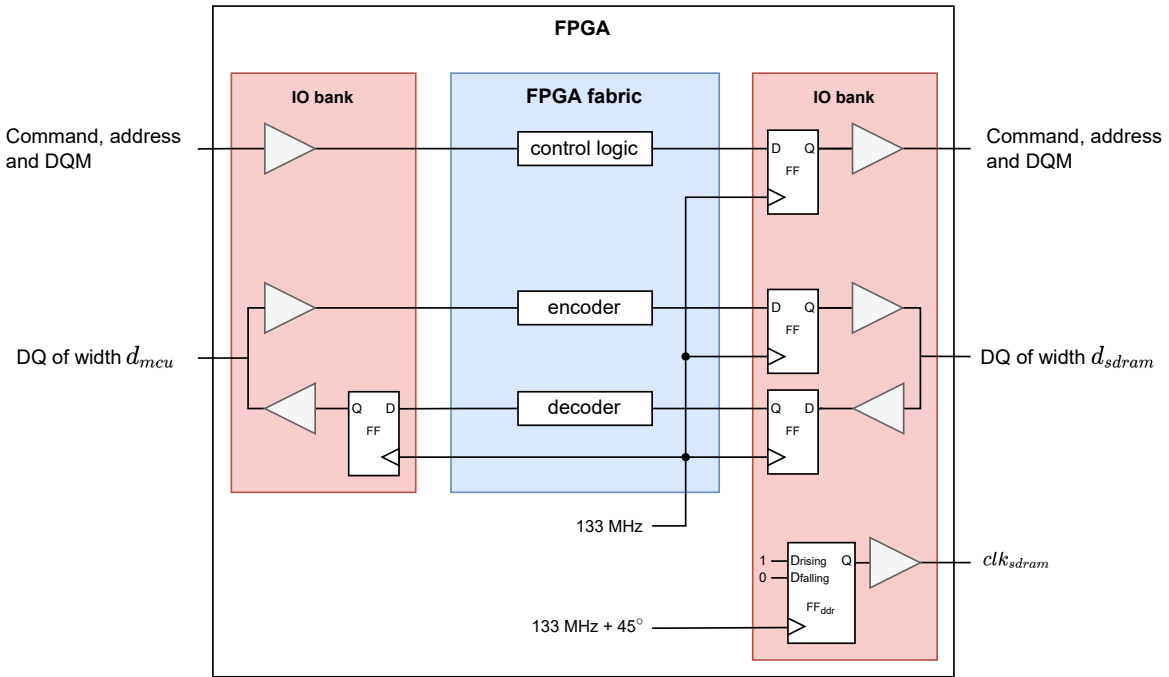 FPGA
IO bank
FPGA fabric
IO bank
Command, address
and DQM
control logic
D Q
FF
Command, address
and DQM
encoder
D Q
FF
DQ of width d_mcu
DQ of width d_sdram
Q D
FF
decoder
Q D
FF
133 MHz
1
0
Drising
Dfalling
Q
FF_ddr
clk_sdram
133 MHz + 45°